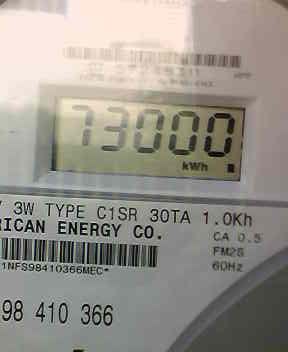 73000
kWh
3W TYPE C1SR 30TA 1.0Kh
RICAN ENERGY CO.
CA 0.5
FM2S
60Hz
1NFS98410366MEC*
98 410 366